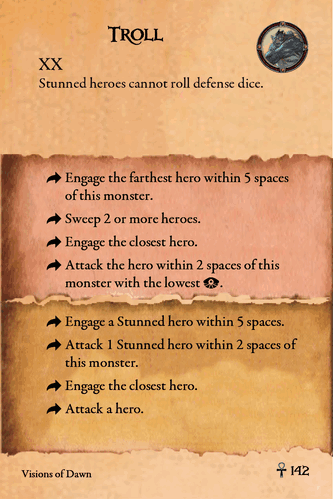 Troll
XX
Stunned heroes cannot roll defense dice.
Engage the farthest hero within 5 spaces
of this monster.
Sweep 2 or more heroes.
Engage the closest hero.
Attack the hero within 2 spaces of this
monster with the lowest .
Engage a Stunned hero within 5 spaces.
Attack 1 Stunned hero within 2 spaces of
this monster.
Engage the closest hero.
Attack a hero.
Visions of Dawn
142